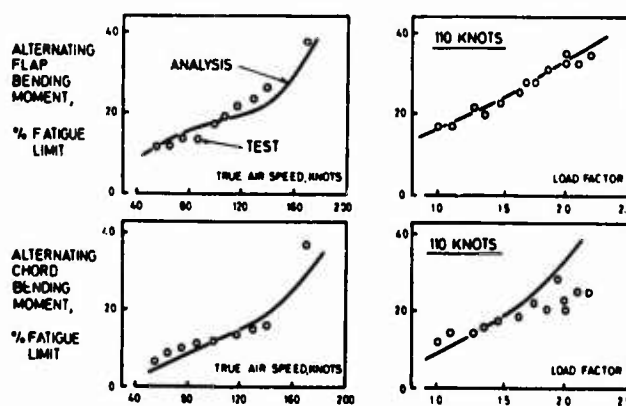 ALTERNATING
FLAP
BENDING
MOMENT,
% FATIGUE
LIMIT
40
20
0
ANALYSIS
TEST
TRUE AIR SPEED, KNOTS
40 80 120 160 200
40
20
0
110 KNOTS
LOAD FACTOR
1.0 1.5 2.0
ALTERNATING
CHORD
BENDING
MOMENT,
% FATIGUE
LIMIT
40
20
0
TRUE AIR SPEED, KNOTS
40 80 120 160 200
40
20
0
110 KNOTS
LOAD FACTOR
1.0 1.5 2.0